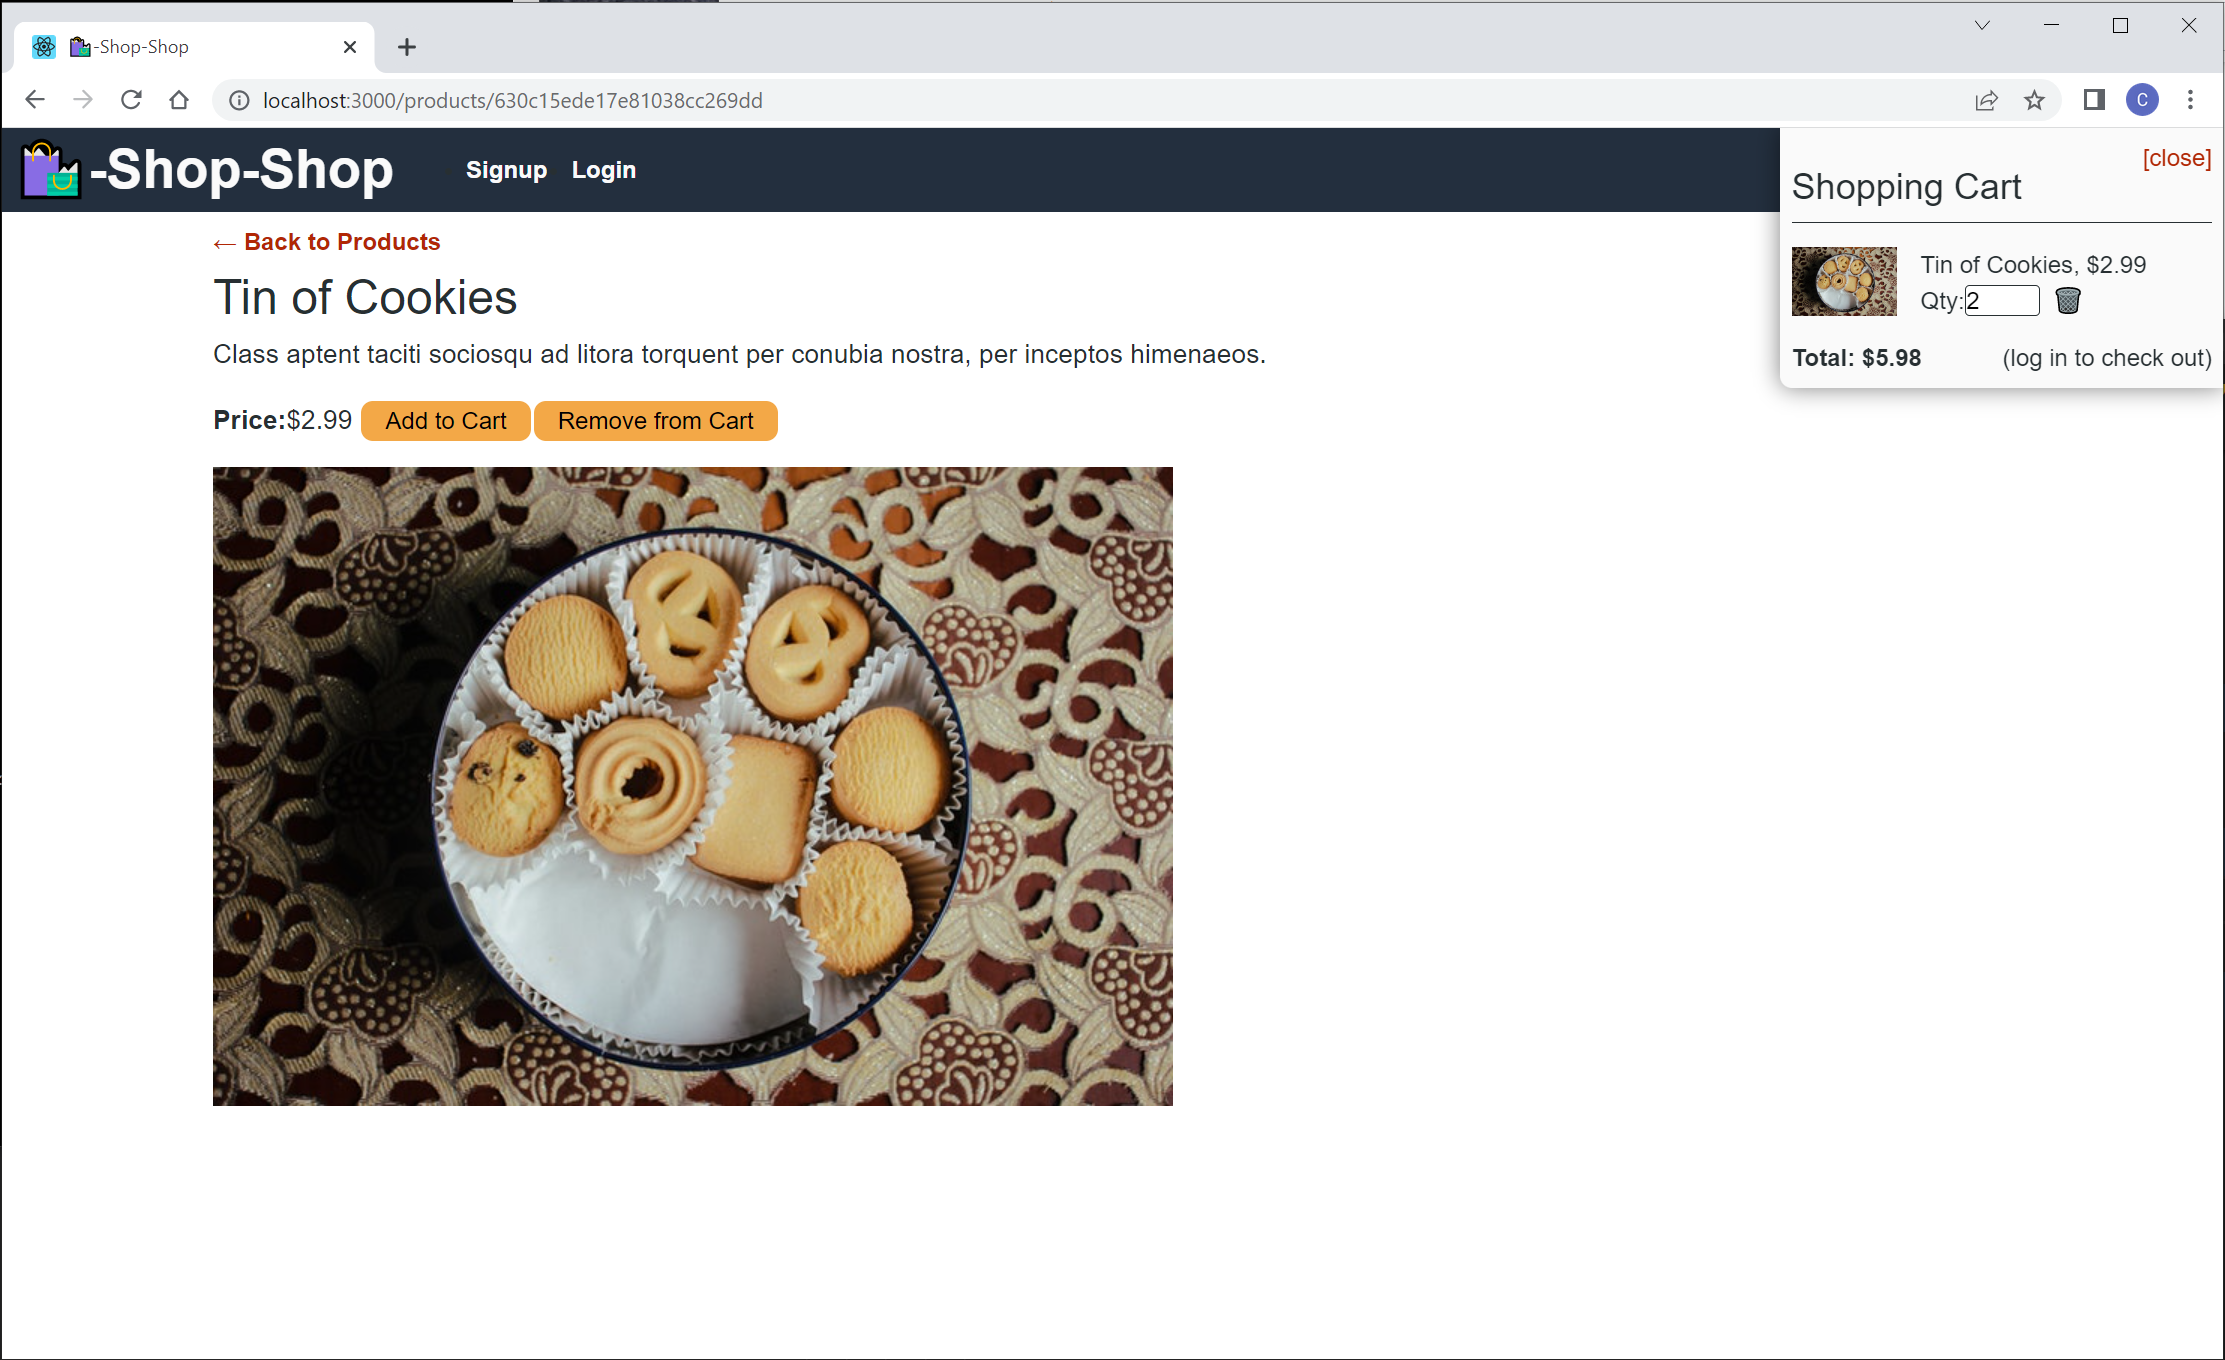 -Shop-Shop
localhost:3000/products/630c15ede17e81038cc269dd
C
-Shop-Shop
Signup
Login
[close]
Shopping Cart
Tin of Cookies, $2.99
Qty:2
Total: $5.98
(log in to check out)
← Back to Products
Tin of Cookies
Class aptent taciti sociosqu ad litora torquent per conubia nostra, per inceptos himenaeos.
Price:$2.99
Add to Cart
Remove from Cart